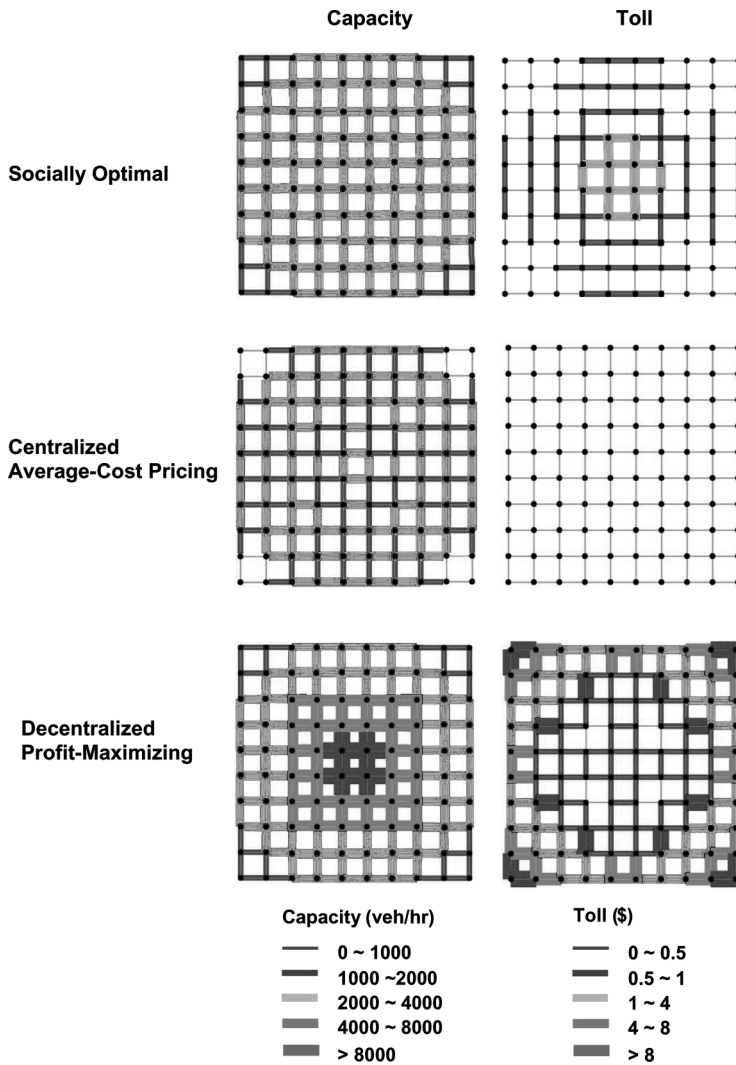 Capacity
Toll
Socially Optimal
Centralized
Average-Cost Pricing
Decentralized
Profit-Maximizing
Capacity (veh/hr)
0 ~ 1000
1000 ~2000
2000 ~ 4000
4000 ~ 8000
> 8000
Toll ($)
0 ~ 0.5
0.5 ~ 1
1 ~ 4
4 ~ 8
> 8